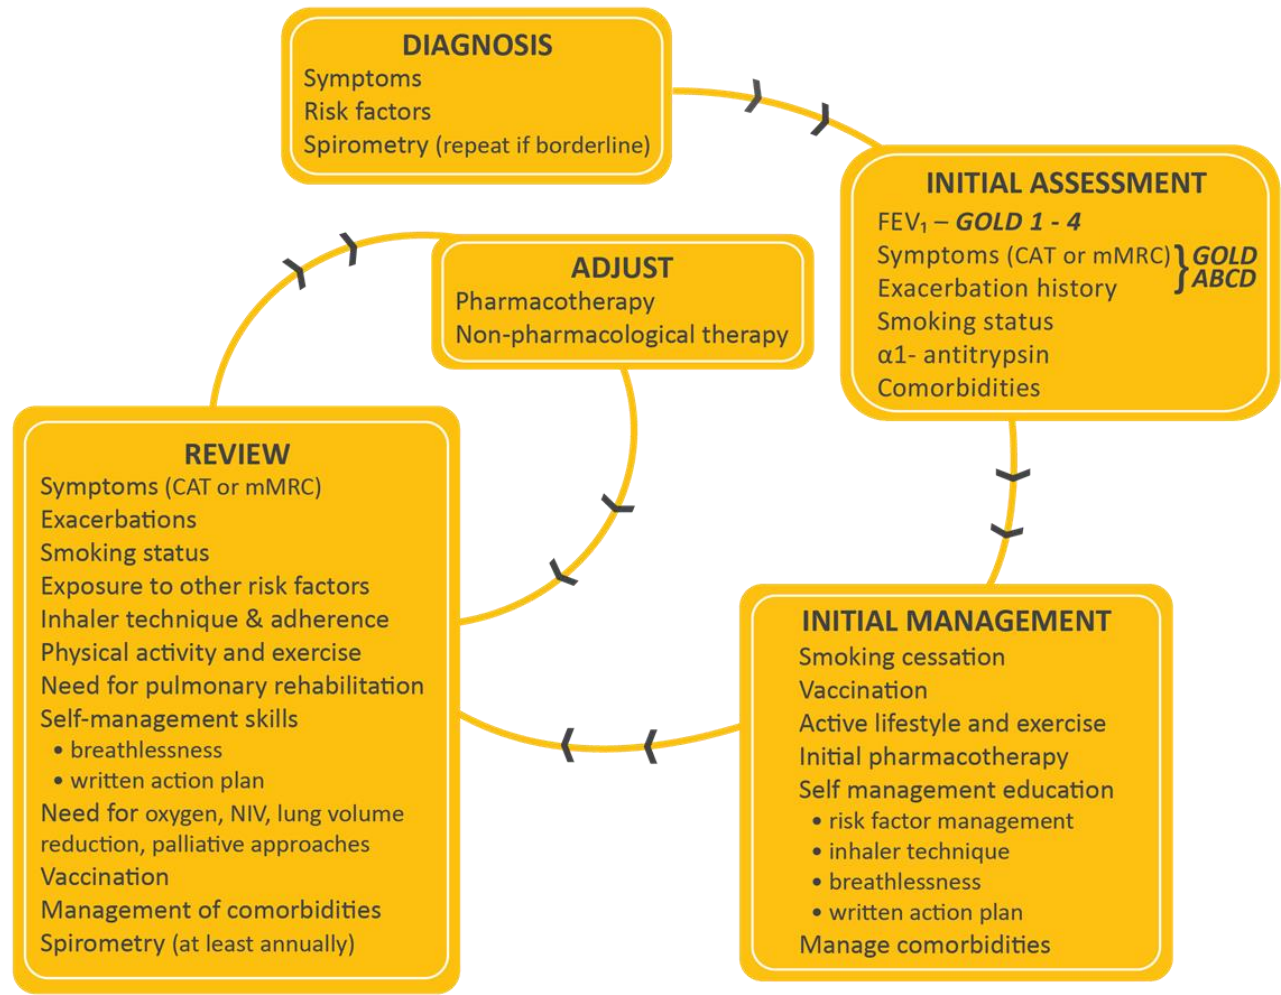 DIAGNOSIS
Symptoms
Risk factors
Spirometry (repeat if borderline)
INITIAL ASSESSMENT
FEV₁ – GOLD 1 - 4
Symptoms (CAT or mMRC)
Exacerbation history
} GOLD
ABCD
Smoking status
α1- antitrypsin
Comorbidities
INITIAL MANAGEMENT
Smoking cessation
Vaccination
Active lifestyle and exercise
Initial pharmacotherapy
Self management education
• risk factor management
• inhaler technique
• breathlessness
• written action plan
Manage comorbidities
REVIEW
Symptoms (CAT or mMRC)
Exacerbations
Smoking status
Exposure to other risk factors
Inhaler technique & adherence
Physical activity and exercise
Need for pulmonary rehabilitation
Self-management skills
• breathlessness
• written action plan
Need for oxygen, NIV, lung volume
reduction, palliative approaches
Vaccination
Management of comorbidities
Spirometry (at least annually)
ADJUST
Pharmacotherapy
Non-pharmacological therapy